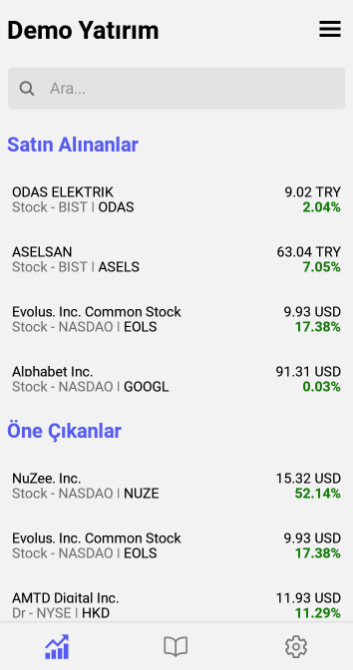 Demo Yatırım
Ara...
Satın Alınanlar
ODAS ELEKTRIK 9.02 TRY
Stock - BIST | ODAS 2.04%
ASELSAN 63.04 TRY
Stock - BIST | ASELS 7.05%
Evolus, Inc. Common Stock 9.93 USD
Stock - NASDAQ | EOLS 17.38%
Alphabet Inc. 91.31 USD
Stock - NASDAQ | GOOGL 0.03%
Öne Çıkanlar
NuZee, Inc. 15.32 USD
Stock - NASDAQ | NUZE 52.14%
Evolus, Inc. Common Stock 9.93 USD
Stock - NASDAQ | EOLS 17.38%
AMTD Digital Inc. 11.93 USD
Dr - NYSE | HKD 11.29%